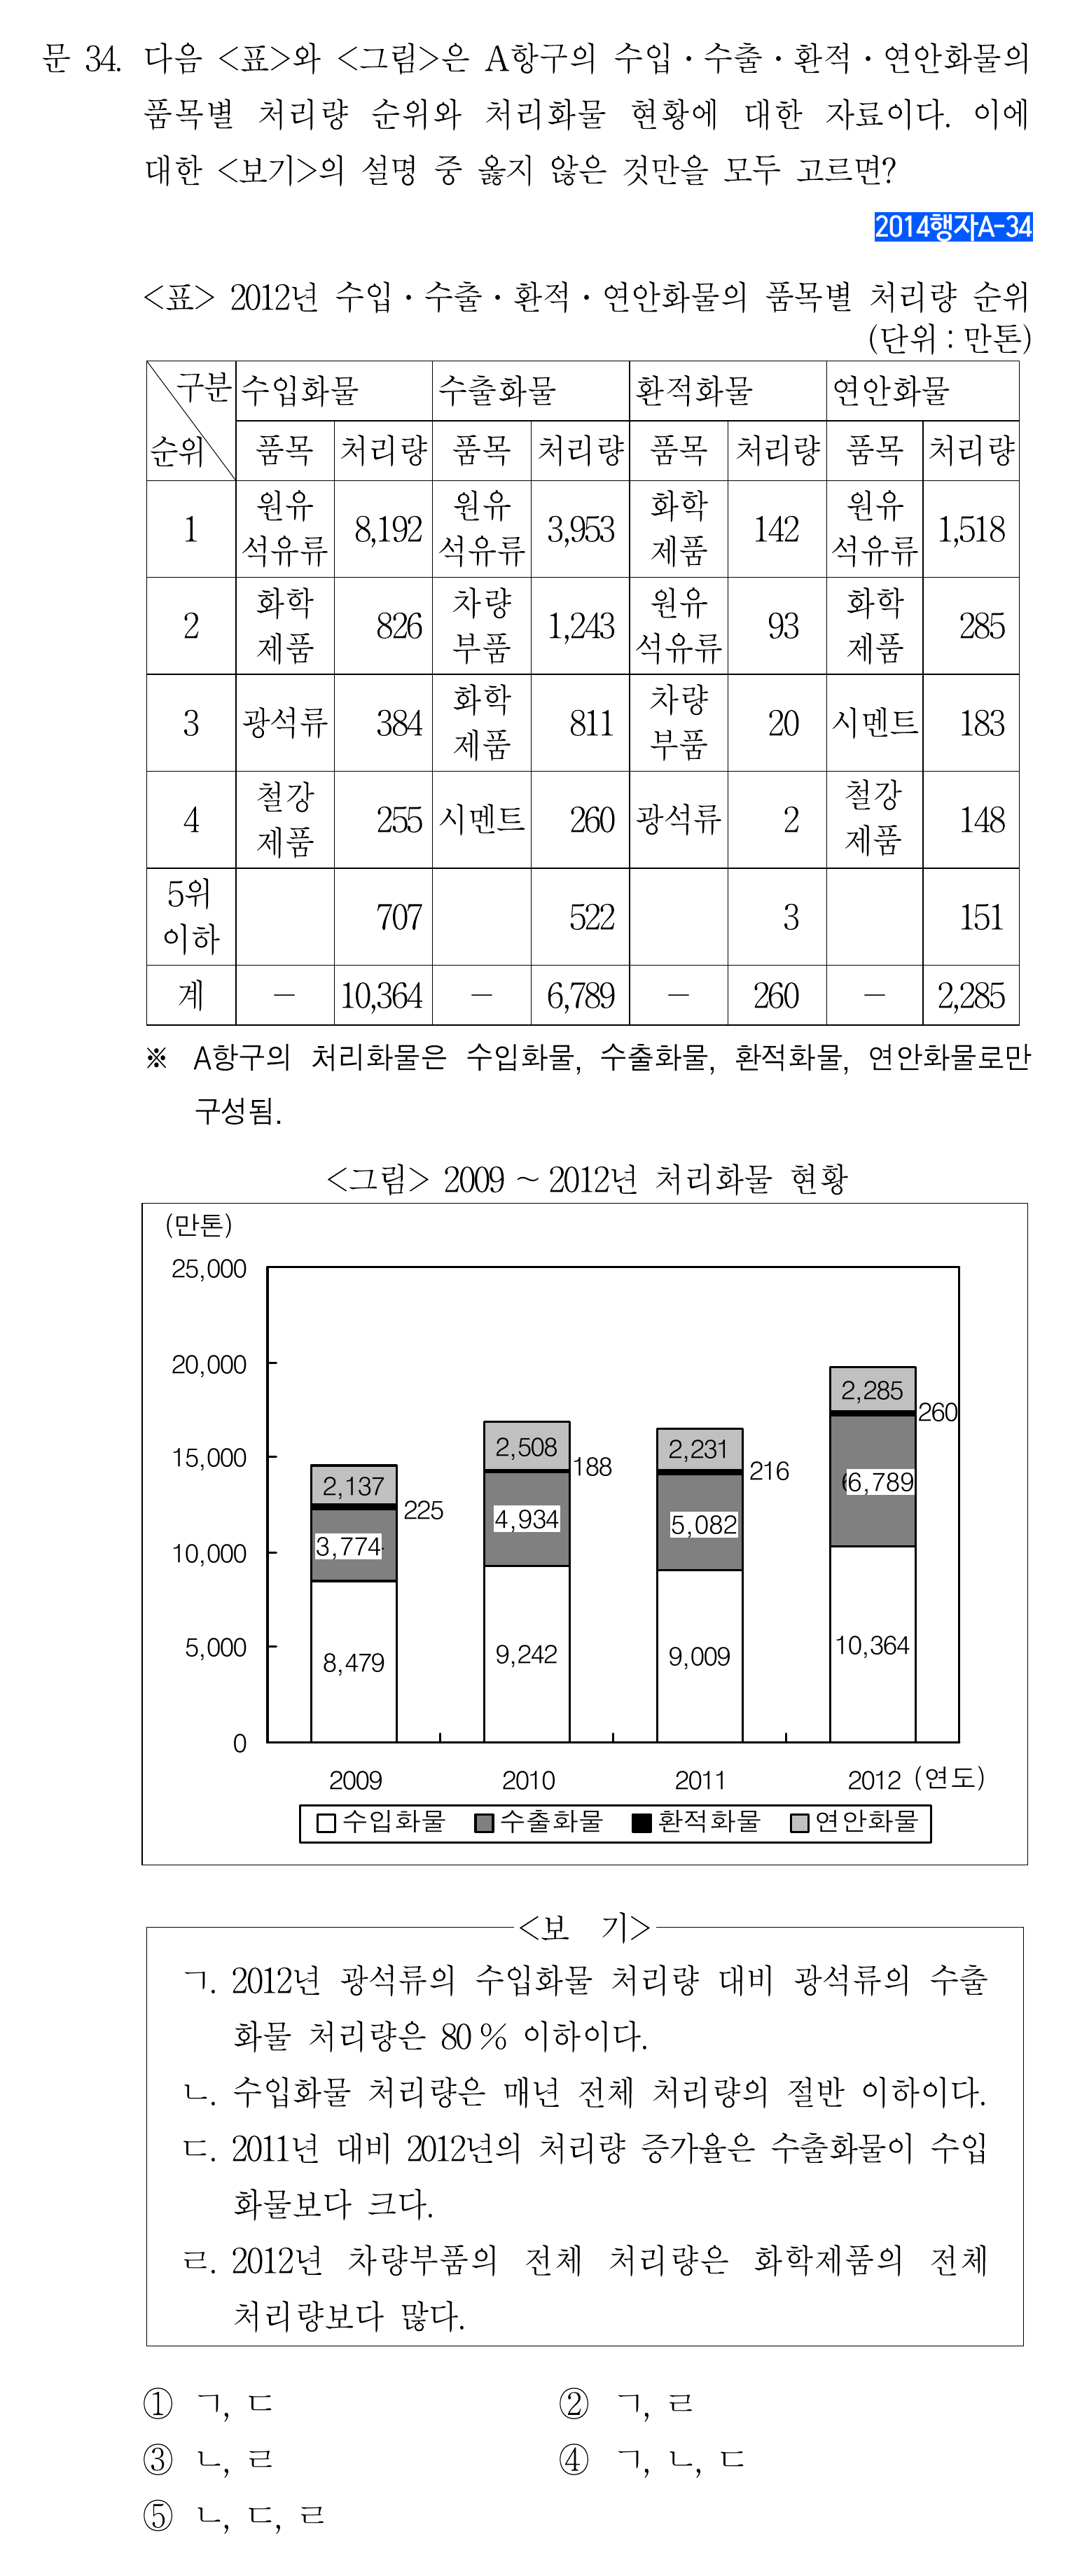 문 34. 다음 <표>와 <그림>은 A항구의 수입·수출·환적·연안화물의
품목별 처리량 순위와 처리화물 현황에 대한 자료이다. 이에
대한 <보기>의 설명 중 옳지 않은 것만을 모두 고르면?
2014행자A-34
<표> 2012년 수입·수출·환적·연안화물의 품목별 처리량 순위
(단위 : 만톤)
구분 수입화물 수출화물 환적화물 연안화물
순위 품목 처리량 품목 처리량 품목 처리량 품목 처리량
1 원유석유류 8,192 원유석유류 3,953 화학제품 142 원유석유류 1,518
2 화학제품 826 차량부품 1,243 원유석유류 93 화학제품 285
3 광석류 384 화학제품 811 차량부품 20 시멘트 183
4 철강제품 255 시멘트 260 광석류 2 철강제품 148
5위이하 707 522 3 151
계 - 10,364 - 6,789 - 260 - 2,285
※ A항구의 처리화물은 수입화물, 수출화물, 환적화물, 연안화물로만
구성됨.
<그림> 2009 ~ 2012년 처리화물 현황
(만톤)
25,000
20,000
15,000
10,000
5,000
0
2,137
225
3,774
8,479
2,508
188
4,934
9,242
2,231
216
5,082
9,009
2,285
260
6,789
10,364
2009 2010 2011 2012 (연도)
수입화물 수출화물 환적화물 연안화물
<보 기>
ㄱ. 2012년 광석류의 수입화물 처리량 대비 광석류의 수출
화물 처리량은 80 % 이하이다.
ㄴ. 수입화물 처리량은 매년 전체 처리량의 절반 이하이다.
ㄷ. 2011년 대비 2012년의 처리량 증가율은 수출화물이 수입
화물보다 크다.
ㄹ. 2012년 차량부품의 전체 처리량은 화학제품의 전체
처리량보다 많다.
① ㄱ, ㄷ ② ㄱ, ㄹ
③ ㄴ, ㄹ ④ ㄱ, ㄴ, ㄷ
⑤ ㄴ, ㄷ, ㄹ